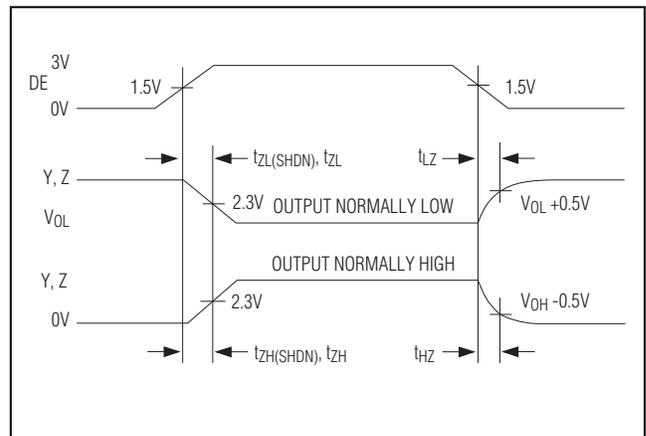 3V
DE
1.5V
1.5V
0V
tZL(SHDN), tZL
tLZ
Y, Z
2.3V
OUTPUT NORMALLY LOW
VOL +0.5V
VOL
OUTPUT NORMALLY HIGH
Y, Z
2.3V
VOH -0.5V
0V
tZH(SHDN), tZH
tHZ